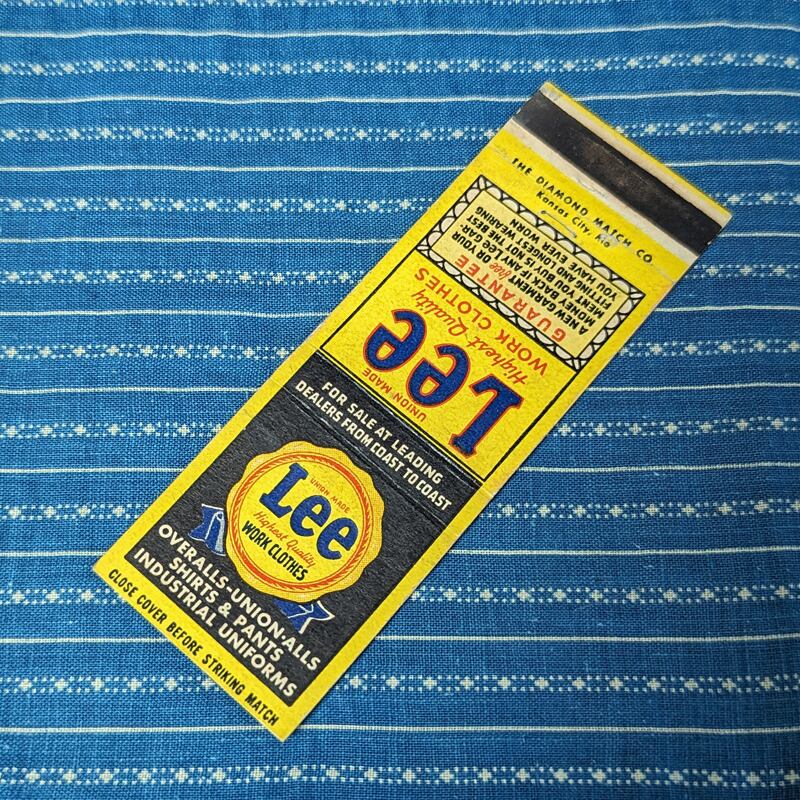 THE DIAMOND MATCH CO.
Kansas City, Mo
GUARANTEE
A NEW GARMENT free OR
MONEY BACK IF ANY Lee GAR-
MENT YOU BUY IS NOT THE BEST
FITTING AND LONGEST WEARING
YOU HAVE EVER WORN
UNION MADE
Lee
Highest Quality
WORK CLOTHES
FOR SALE AT LEADING
DEALERS FROM COAST TO COAST
UNION MADE
Lee
Highest Quality
WORK CLOTHES
OVERALLS-UNION-ALLS
SHIRTS & PANTS
INDUSTRIAL UNIFORMS
CLOSE COVER BEFORE STRIKING MATCH